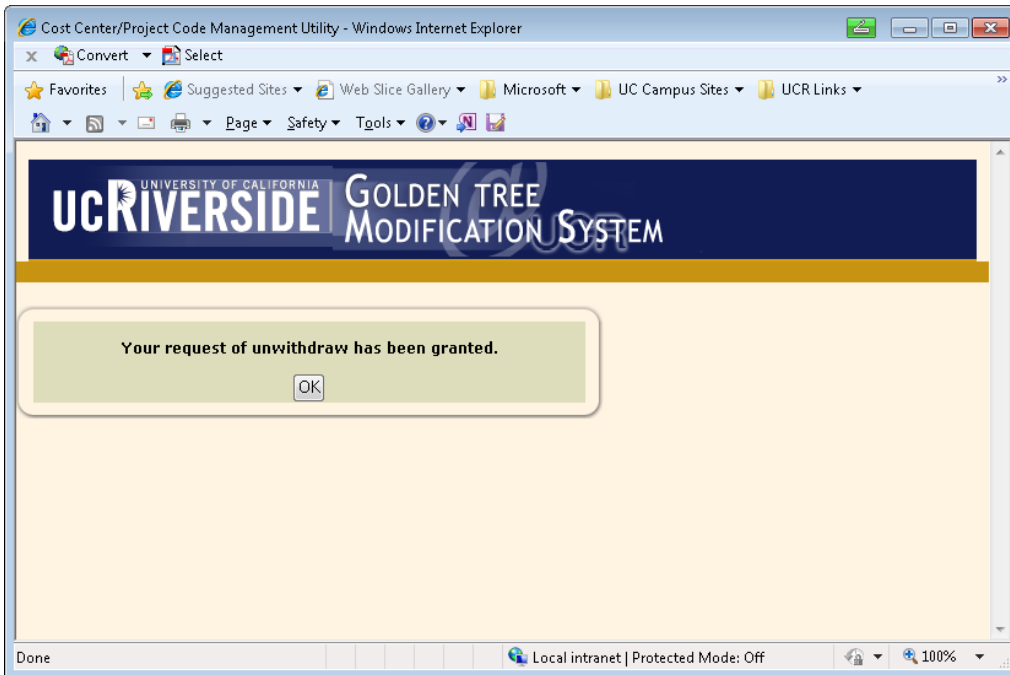 Cost Center/Project Code Management Utility - Windows Internet Explorer
x Convert Select
Favorites Suggested Sites Web Slice Gallery Microsoft UC Campus Sites UCR Links »
Page Safety Tools
UNIVERSITY OF CALIFORNIA
UCRIVERSIDE
GOLDEN TREE
MODIFICATION SYSTEM
@UCR
Your request of unwithdraw has been granted.
OK
Done Local intranet | Protected Mode: Off 100%